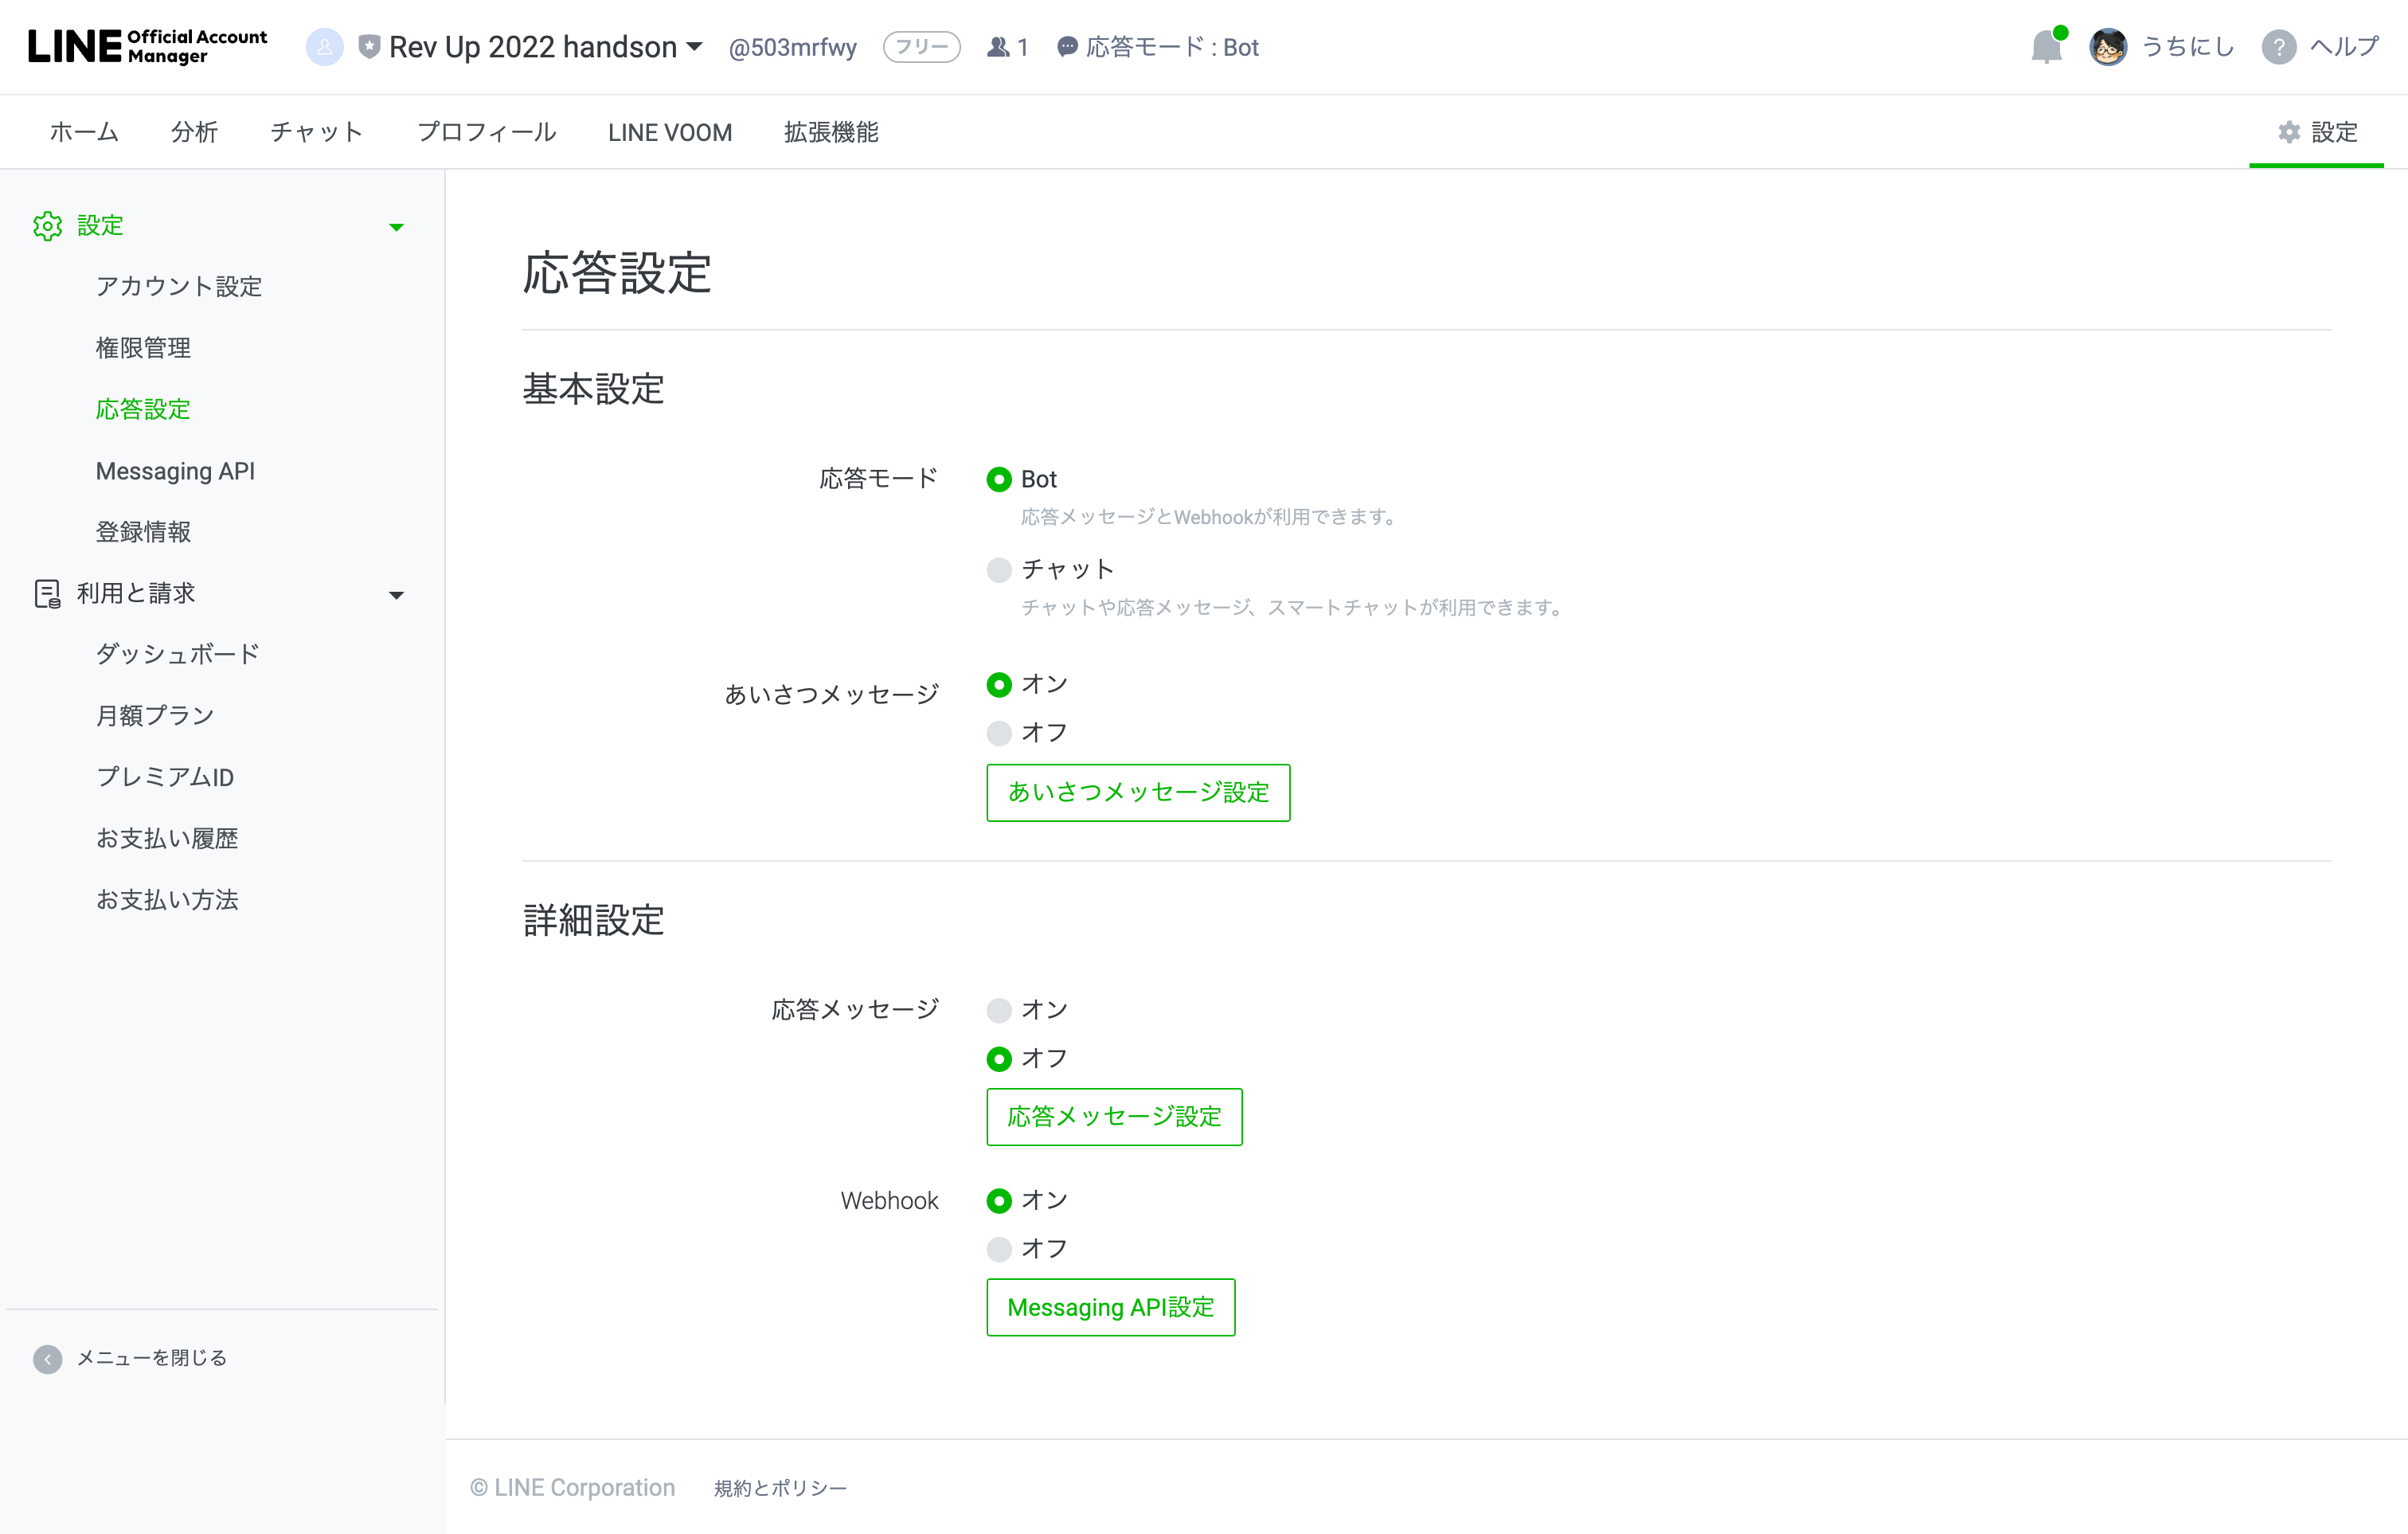 LINE Official Account Manager
Rev Up 2022 handson
@503mrfwy
フリー
1
応答モード : Bot
うちにし
? ヘルプ
ホーム
分析
チャット
プロフィール
LINE VOOM
拡張機能
設定
設定
アカウント設定
権限管理
応答設定
Messaging API
登録情報
利用と請求
ダッシュボード
月額プラン
プレミアムID
お支払い履歴
お支払い方法
メニューを閉じる
応答設定
基本設定
応答モード
Bot
応答メッセージとWebhookが利用できます。
チャット
チャットや応答メッセージ、スマートチャットが利用できます。
あいさつメッセージ
オン
オフ
あいさつメッセージ設定
詳細設定
応答メッセージ
オン
オフ
応答メッセージ設定
Webhook
オン
オフ
Messaging API設定
© LINE Corporation
規約とポリシー